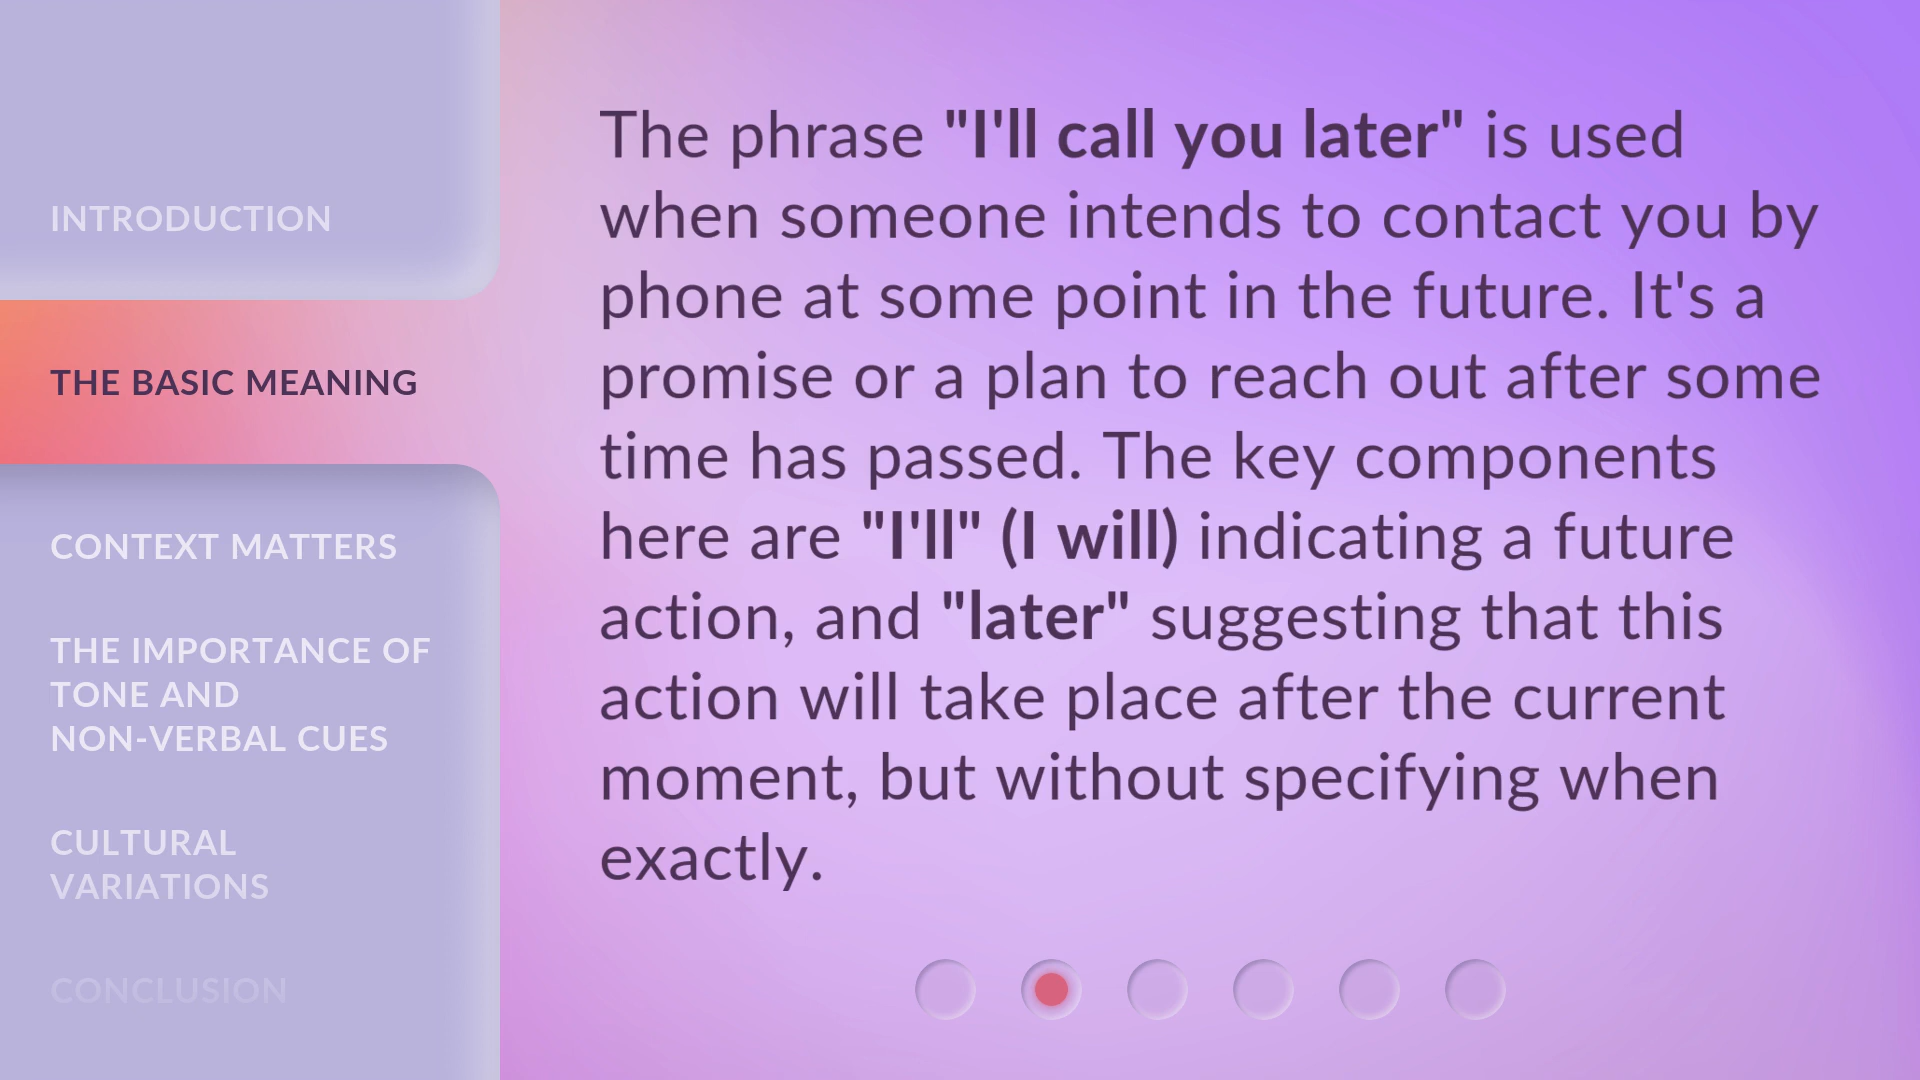 INTRODUCTION
THE BASIC MEANING
CONTEXT MATTERS
THE IMPORTANCE OF
TONE AND
NON-VERBAL CUES
CULTURAL
VARIATIONS
CONCLUSION
The phrase "I'll call you later" is used
when someone intends to contact you by
phone at some point in the future. It's a
promise or a plan to reach out after some
time has passed. The key components
here are "I'll" (I will) indicating a future
action, and "later" suggesting that this
action will take place after the current
moment, but without specifying when
exactly.